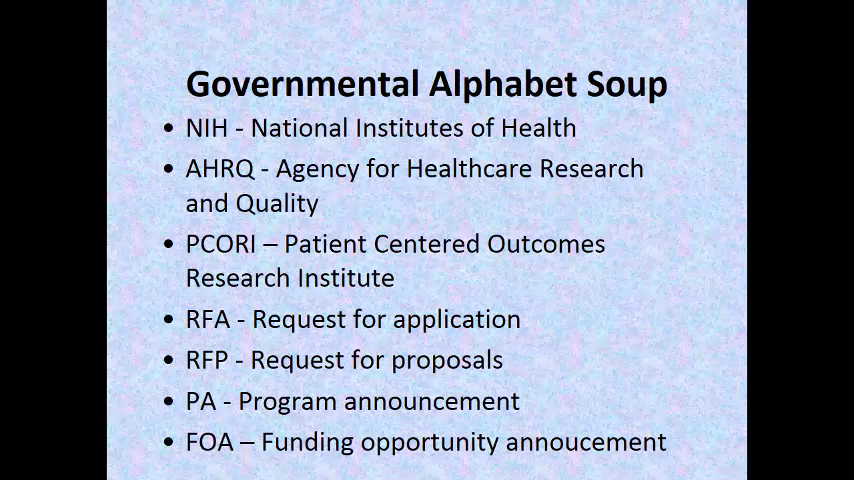 Governmental Alphabet Soup
• NIH - National Institutes of Health
• AHRQ - Agency for Healthcare Research
and Quality
• PCORI – Patient Centered Outcomes
Research Institute
• RFA - Request for application
• RFP - Request for proposals
• PA - Program announcement
• FOA – Funding opportunity annoucement